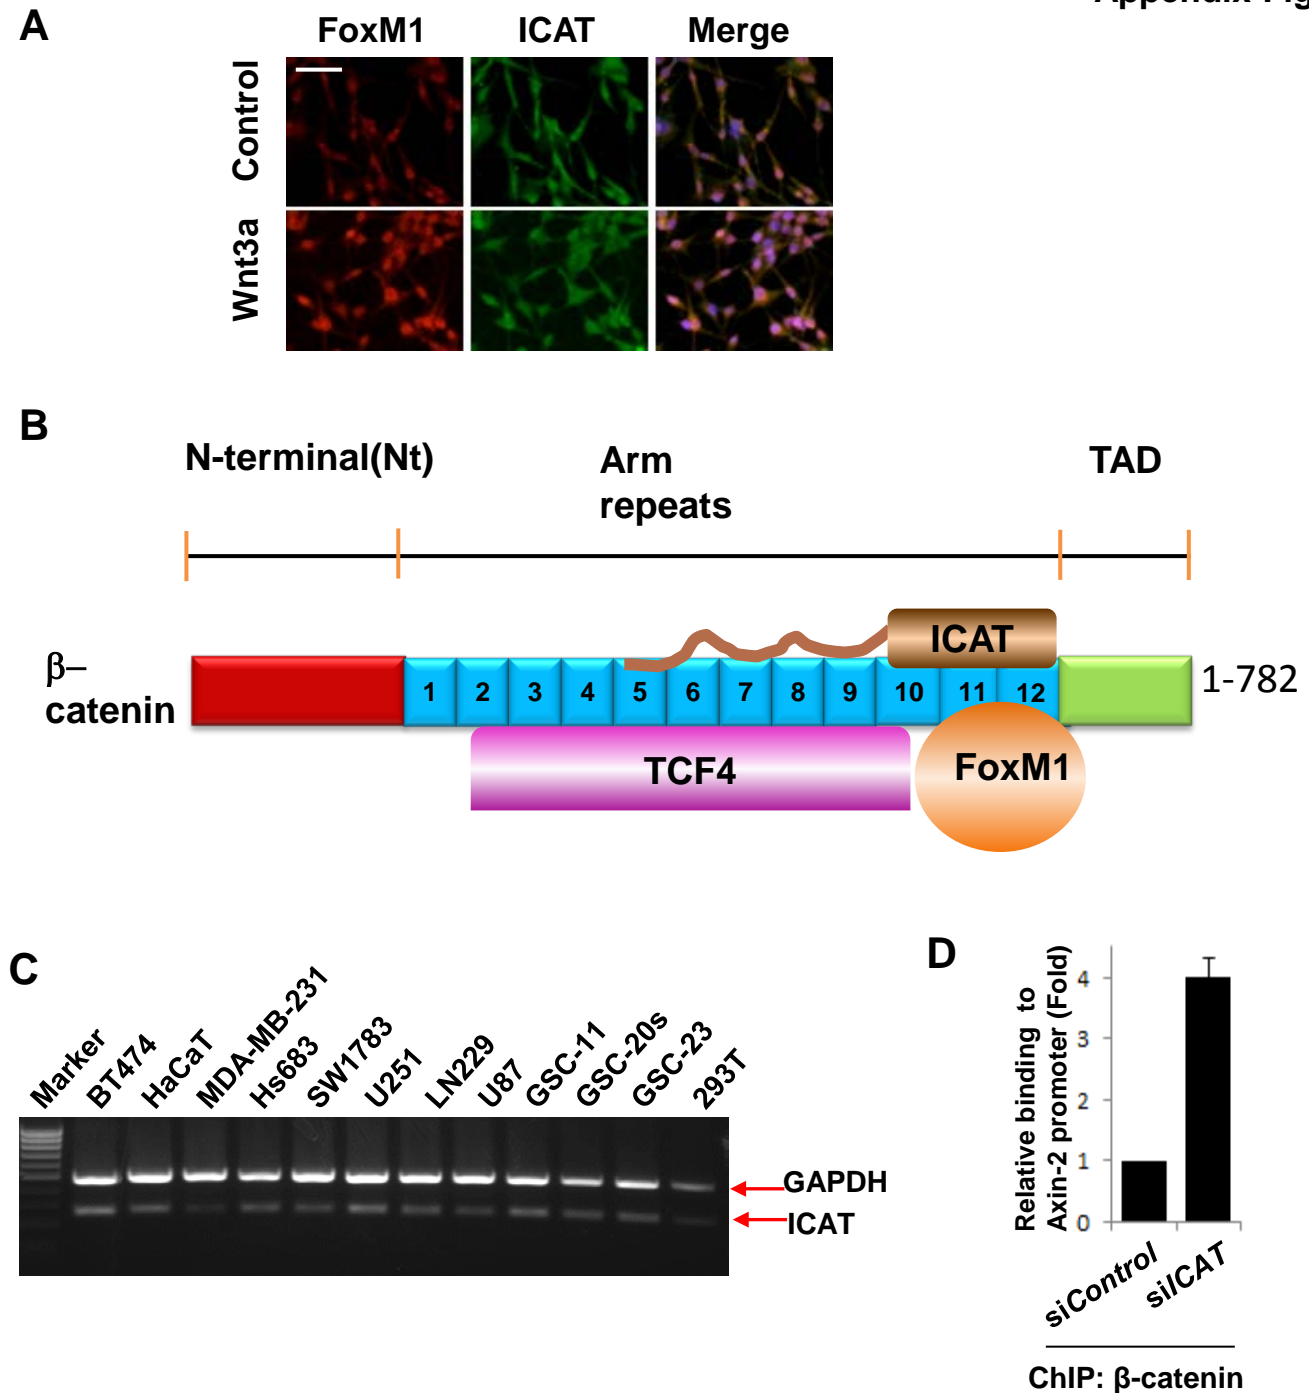 Appendix Fig
A
FoxM1 ICAT Merge
Control
Wnt3a
B
N-terminal(Nt) Arm repeats TAD
β–catenin
1 2 3 4 5 6 7 8 9 10 11 12
ICAT
1-782
TCF4
FoxM1
C
Marker BT474 HaCaT MDA-MB-231 Hs683 SW1783 U251 LN229 U87 GSC-11 GSC-20s GSC-23 293T
GAPDH
ICAT
D
Relative binding to
Axin-2 promoter (Fold)
4
3
2
1
0
siControl siICAT
ChIP: β-catenin